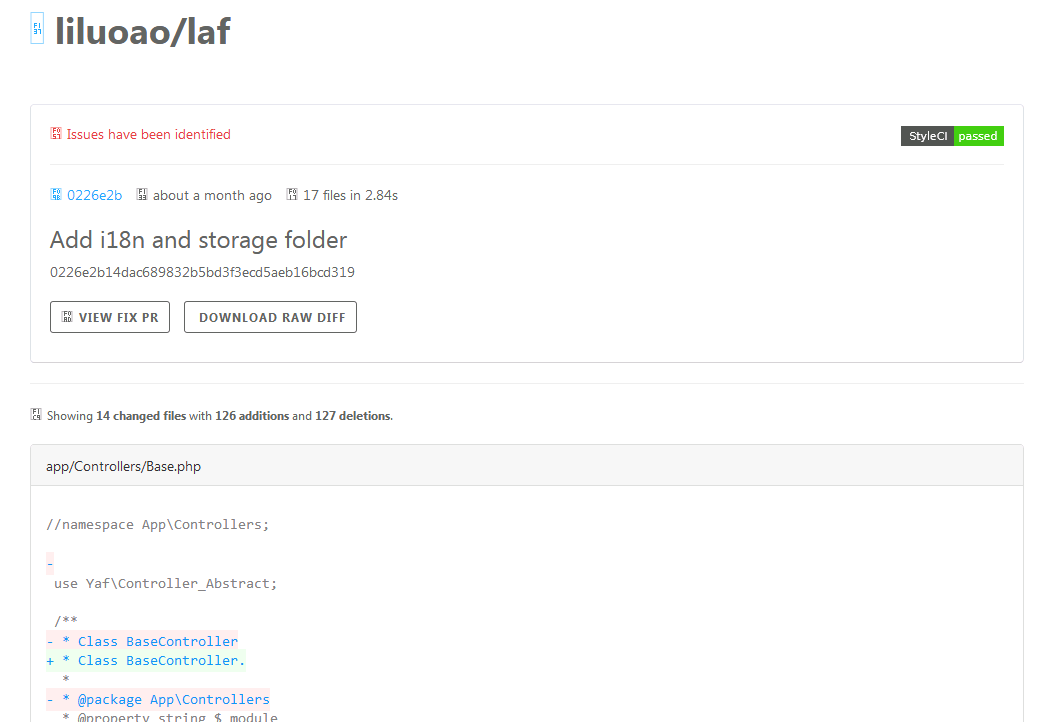 liluoao/laf
Issues have been identified
StyleCI passed
0226e2b about a month ago 17 files in 2.84s
Add i18n and storage folder
0226e2b14dac689832b5bd3f3ecd5aeb16bcd319
VIEW FIX PR DOWNLOAD RAW DIFF
Showing 14 changed files with 126 additions and 127 deletions.
app/Controllers/Base.php
//namespace App\Controllers;
-
use Yaf\Controller_Abstract;
/**
- * Class BaseController
+ * Class BaseController.
*
- * @package App\Controllers
* @property string $_module